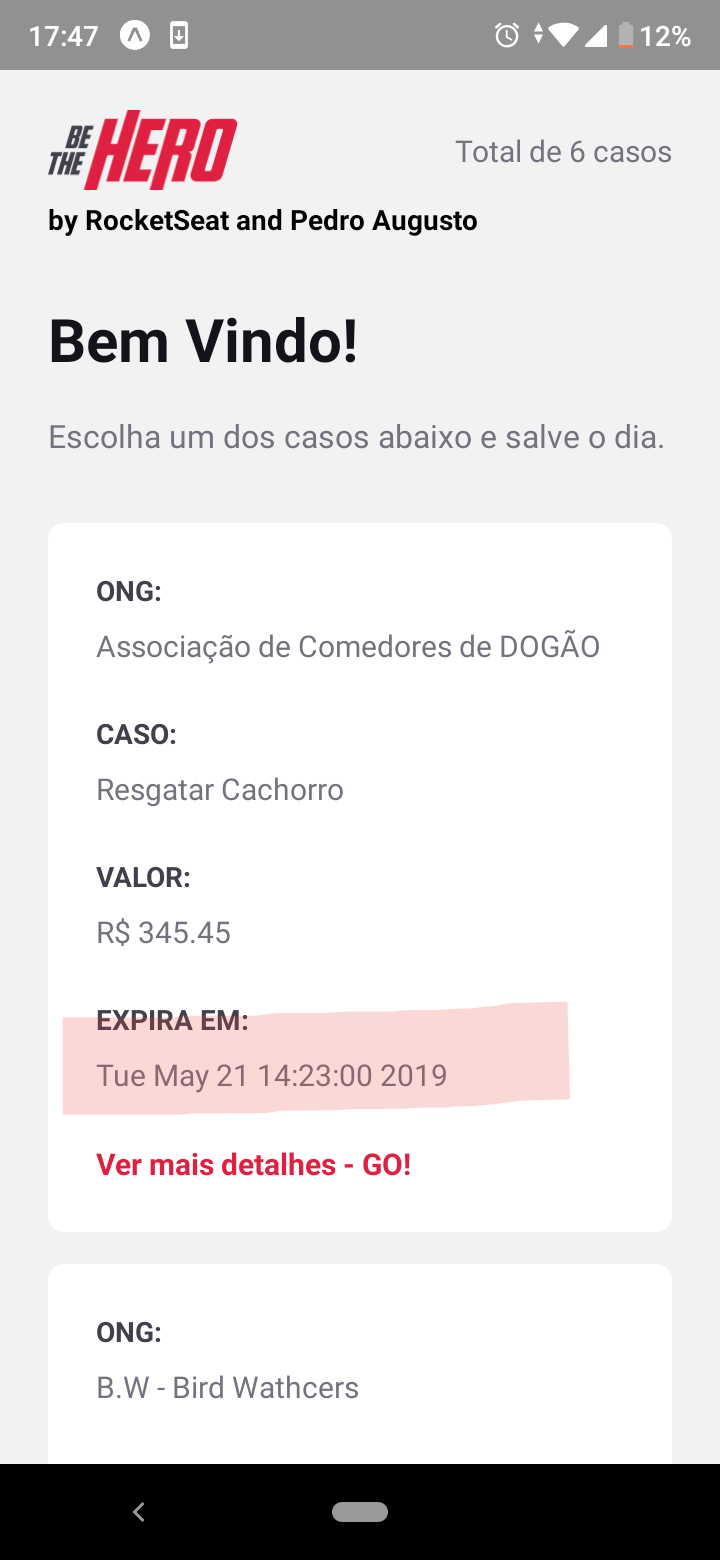 17:47
12%
BE THE HERO
Total de 6 casos
by RocketSeat and Pedro Augusto
Bem Vindo!
Escolha um dos casos abaixo e salve o dia.
ONG:
Associação de Comedores de DOGÃO
CASO:
Resgatar Cachorro
VALOR:
R$ 345.45
EXPIRA EM:
Tue May 21 14:23:00 2019
Ver mais detalhes - GO!
ONG:
B.W - Bird Wathcers